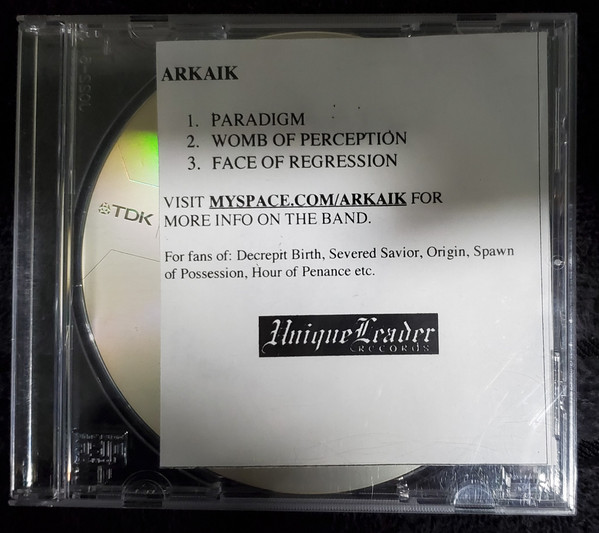 ARKAIK
1. PARADIGM
2. WOMB OF PERCEPTION
3. FACE OF REGRESSION
VISIT MYSPACE.COM/ARKAIK FOR
MORE INFO ON THE BAND.
For fans of: Decrepit Birth, Severed Savior, Origin, Spawn
of Possession, Hour of Penance etc.
Unique Leader
RECORDS
TDK